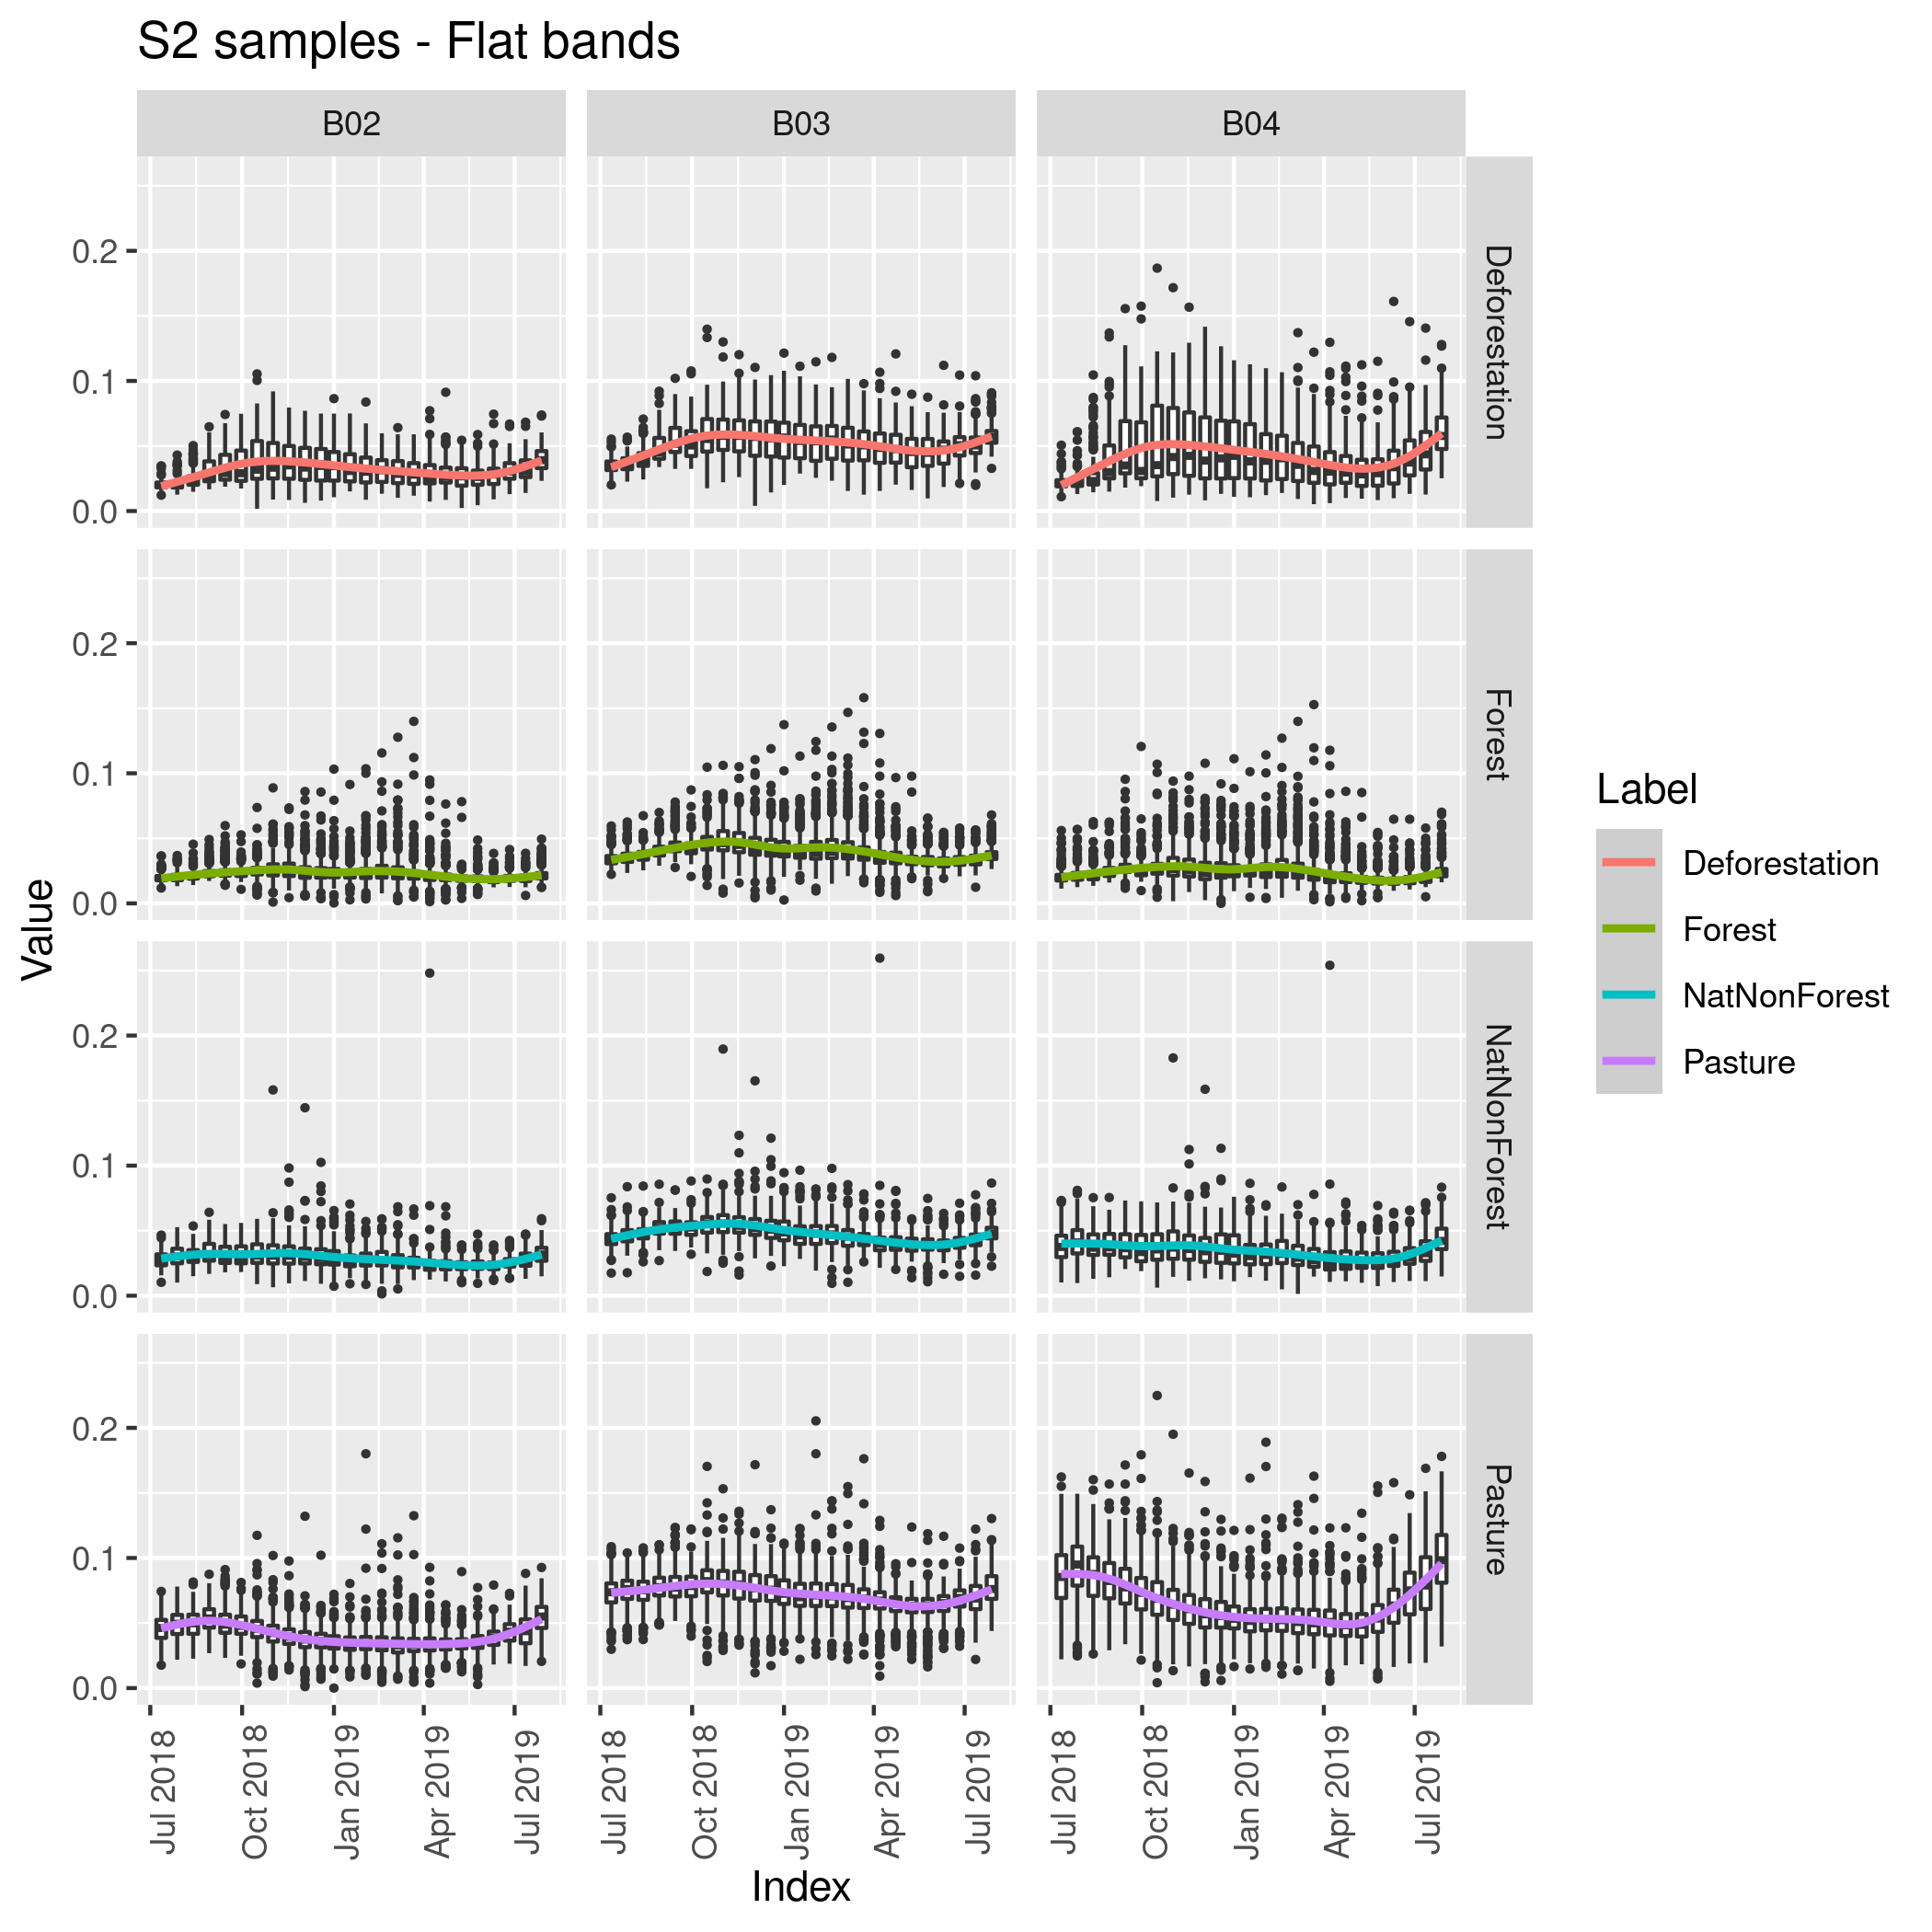 S2 samples - Flat bands
B02 B03 B04
0.2
0.1
0.0
Deforestation
0.2
0.1
0.0
Forest
0.2
0.1
0.0
NatNonForest
0.2
0.1
0.0
Pasture
Value
Jul 2018 Oct 2018 Jan 2019 Apr 2019 Jul 2019 Jul 2018 Oct 2018 Jan 2019 Apr 2019 Jul 2019 Jul 2018 Oct 2018 Jan 2019 Apr 2019 Jul 2019
Index
Label
Deforestation
Forest
NatNonForest
Pasture